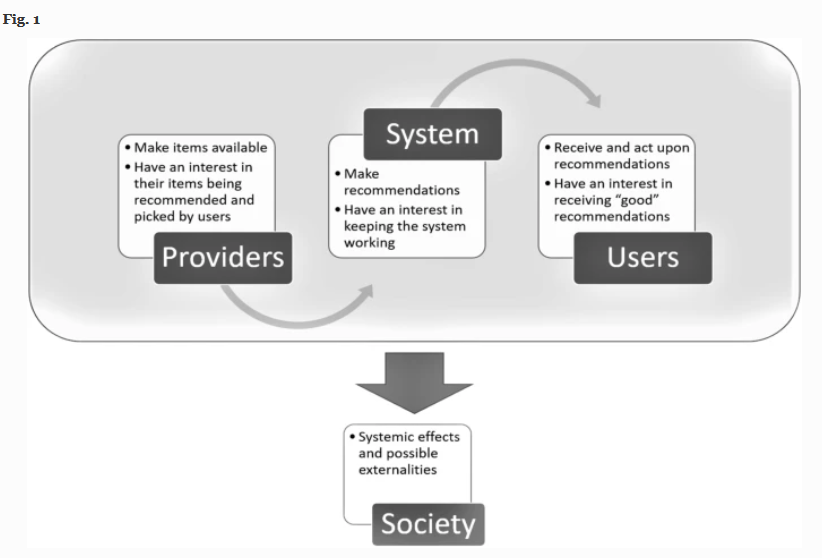 Fig. 1
• Make items available
• Have an interest in
their items being
recommended and
picked by users
Providers
System
• Make
recommendations
• Have an interest in
keeping the system
working
• Receive and act upon
recommendations
• Have an interest in
receiving “good”
recommendations
Users
• Systemic effects
and possible
externalities
Society